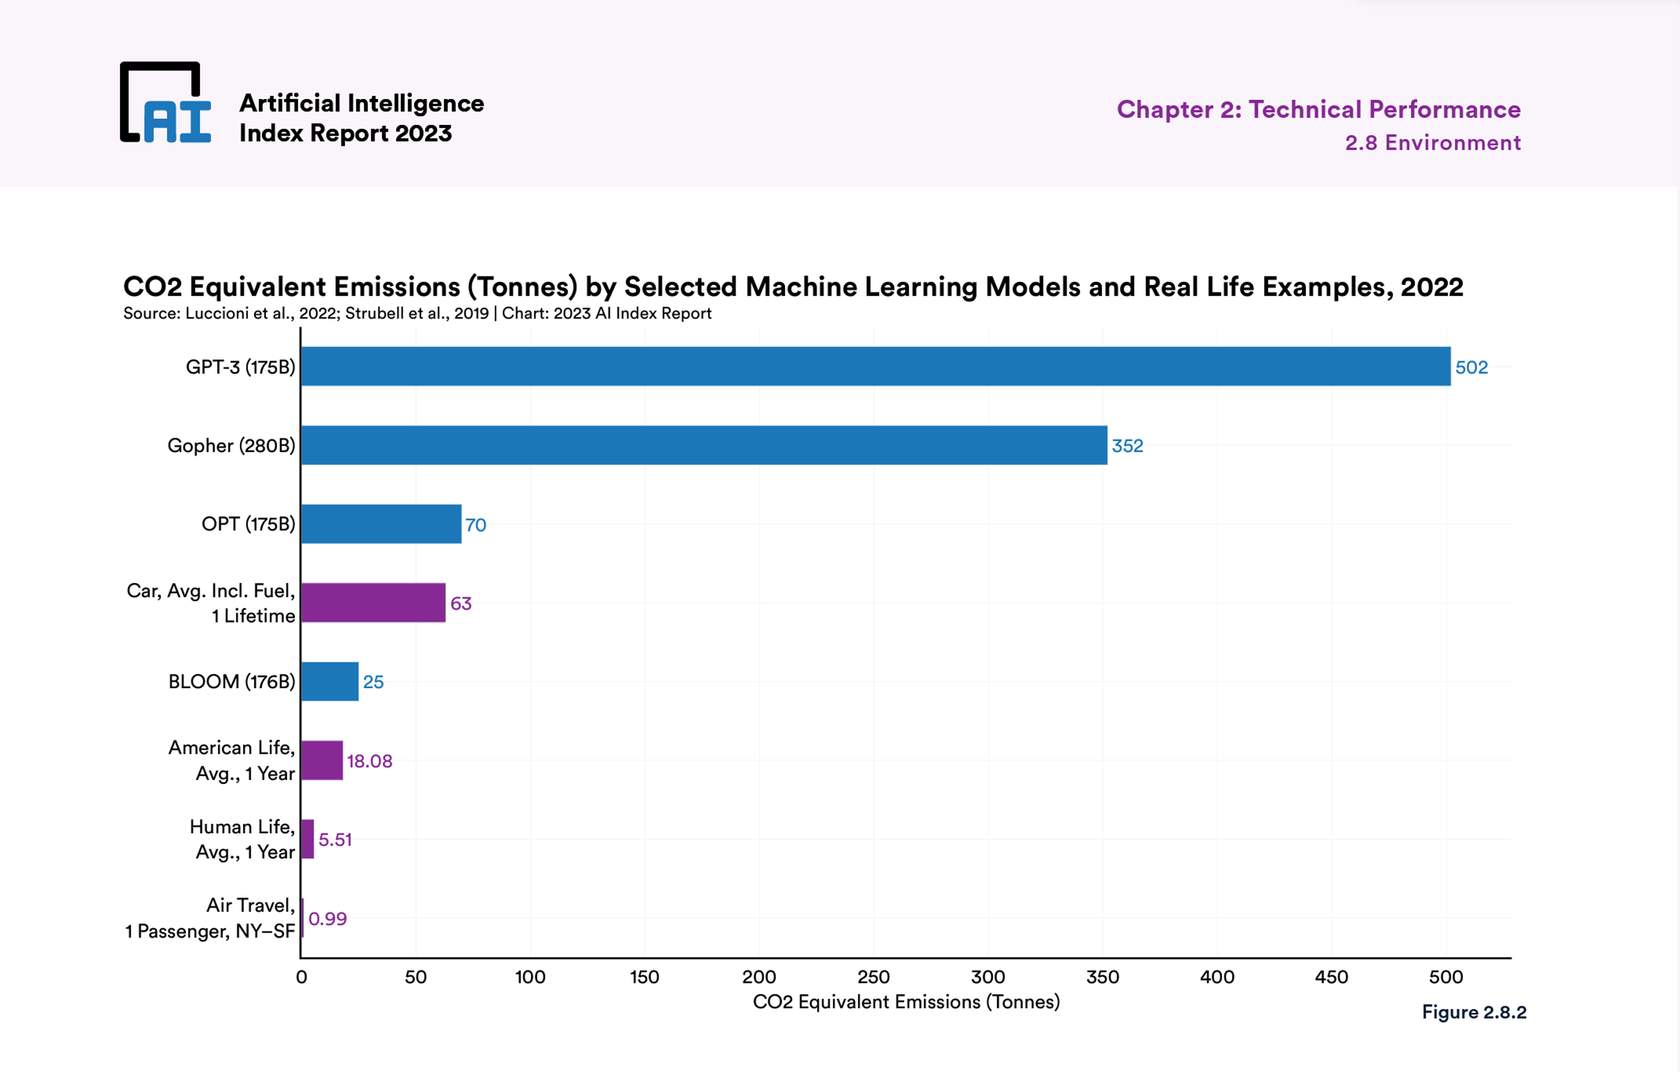 AI
Artificial Intelligence
Index Report 2023
Chapter 2: Technical Performance
2.8 Environment
CO2 Equivalent Emissions (Tonnes) by Selected Machine Learning Models and Real Life Examples, 2022
Source: Luccioni et al., 2022; Strubell et al., 2019 | Chart: 2023 AI Index Report
GPT-3 (175B) 502
Gopher (280B) 352
OPT (175B) 70
Car, Avg. Incl. Fuel,
1 Lifetime 63
BLOOM (176B) 25
American Life,
Avg., 1 Year 18.08
Human Life,
Avg., 1 Year 5.51
Air Travel,
1 Passenger, NY–SF 0.99
0 50 100 150 200 250 300 350 400 450 500
CO2 Equivalent Emissions (Tonnes)
Figure 2.8.2